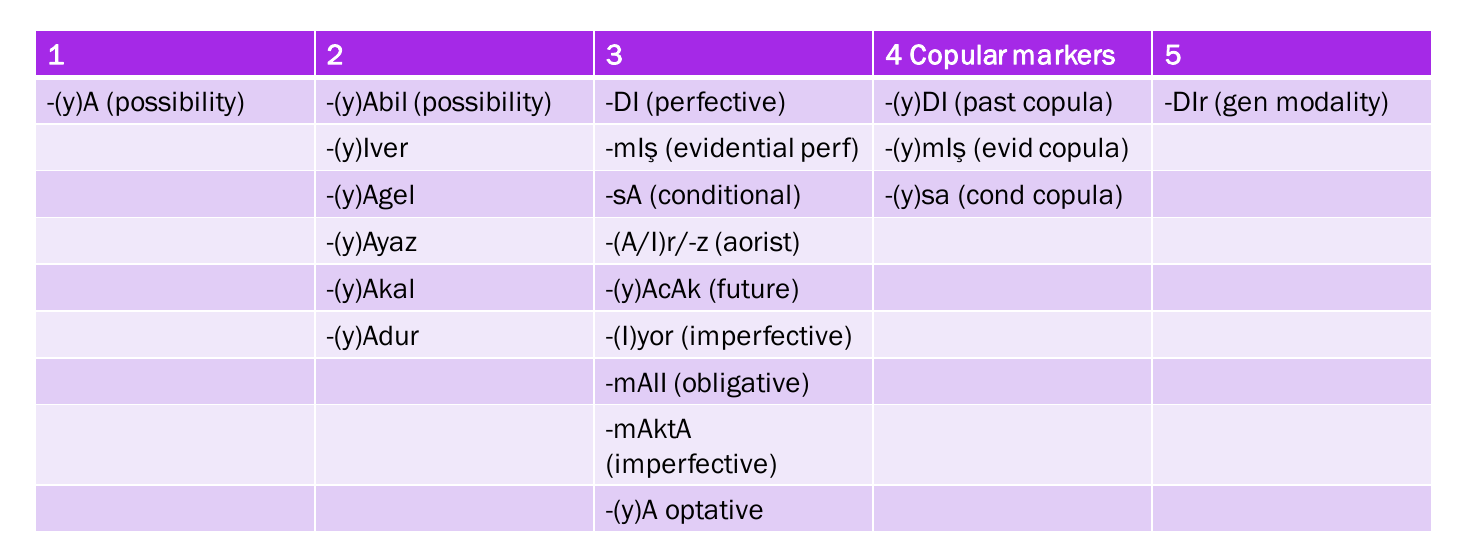 1 2 3 4 Copular markers 5
-(y)A (possibility) -(y)Abil (possibility) -DI (perfective) -(y)DI (past copula) -DIr (gen modality)
-(y)Iver -mIş (evidential perf) -(y)mIş (evid copula)
-(y)Agel -sA (conditional) -(y)sa (cond copula)
-(y)Ayaz -(A/I)r/-z (aorist)
-(y)Akal -(y)AcAk (future)
-(y)Adur -(I)yor (imperfective)
-mAlI (obligative)
-mAktA
(imperfective)
-(y)A optative